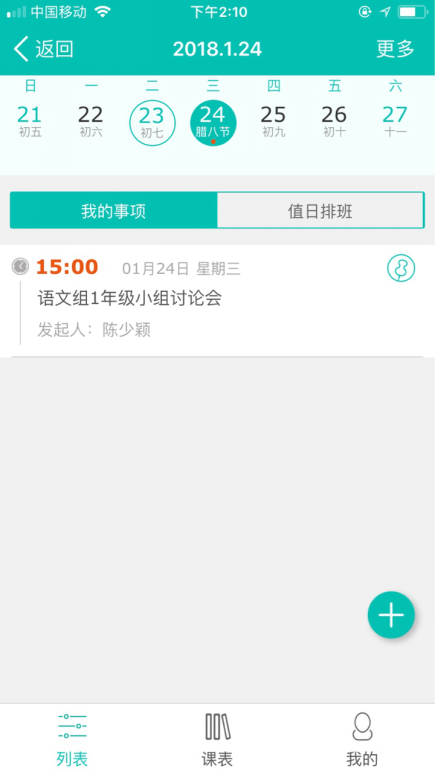 中国移动 下午2:10
返回 2018.1.24 更多
日 一 二 三 四 五 六
21 22 23 24 25 26 27
初五 初六 初七 腊八节 初九 初十 十一
我的事项 值日排班
15:00 01月24日 星期三
语文组1年级小组讨论会
发起人：陈少颖
列表 课表 我的